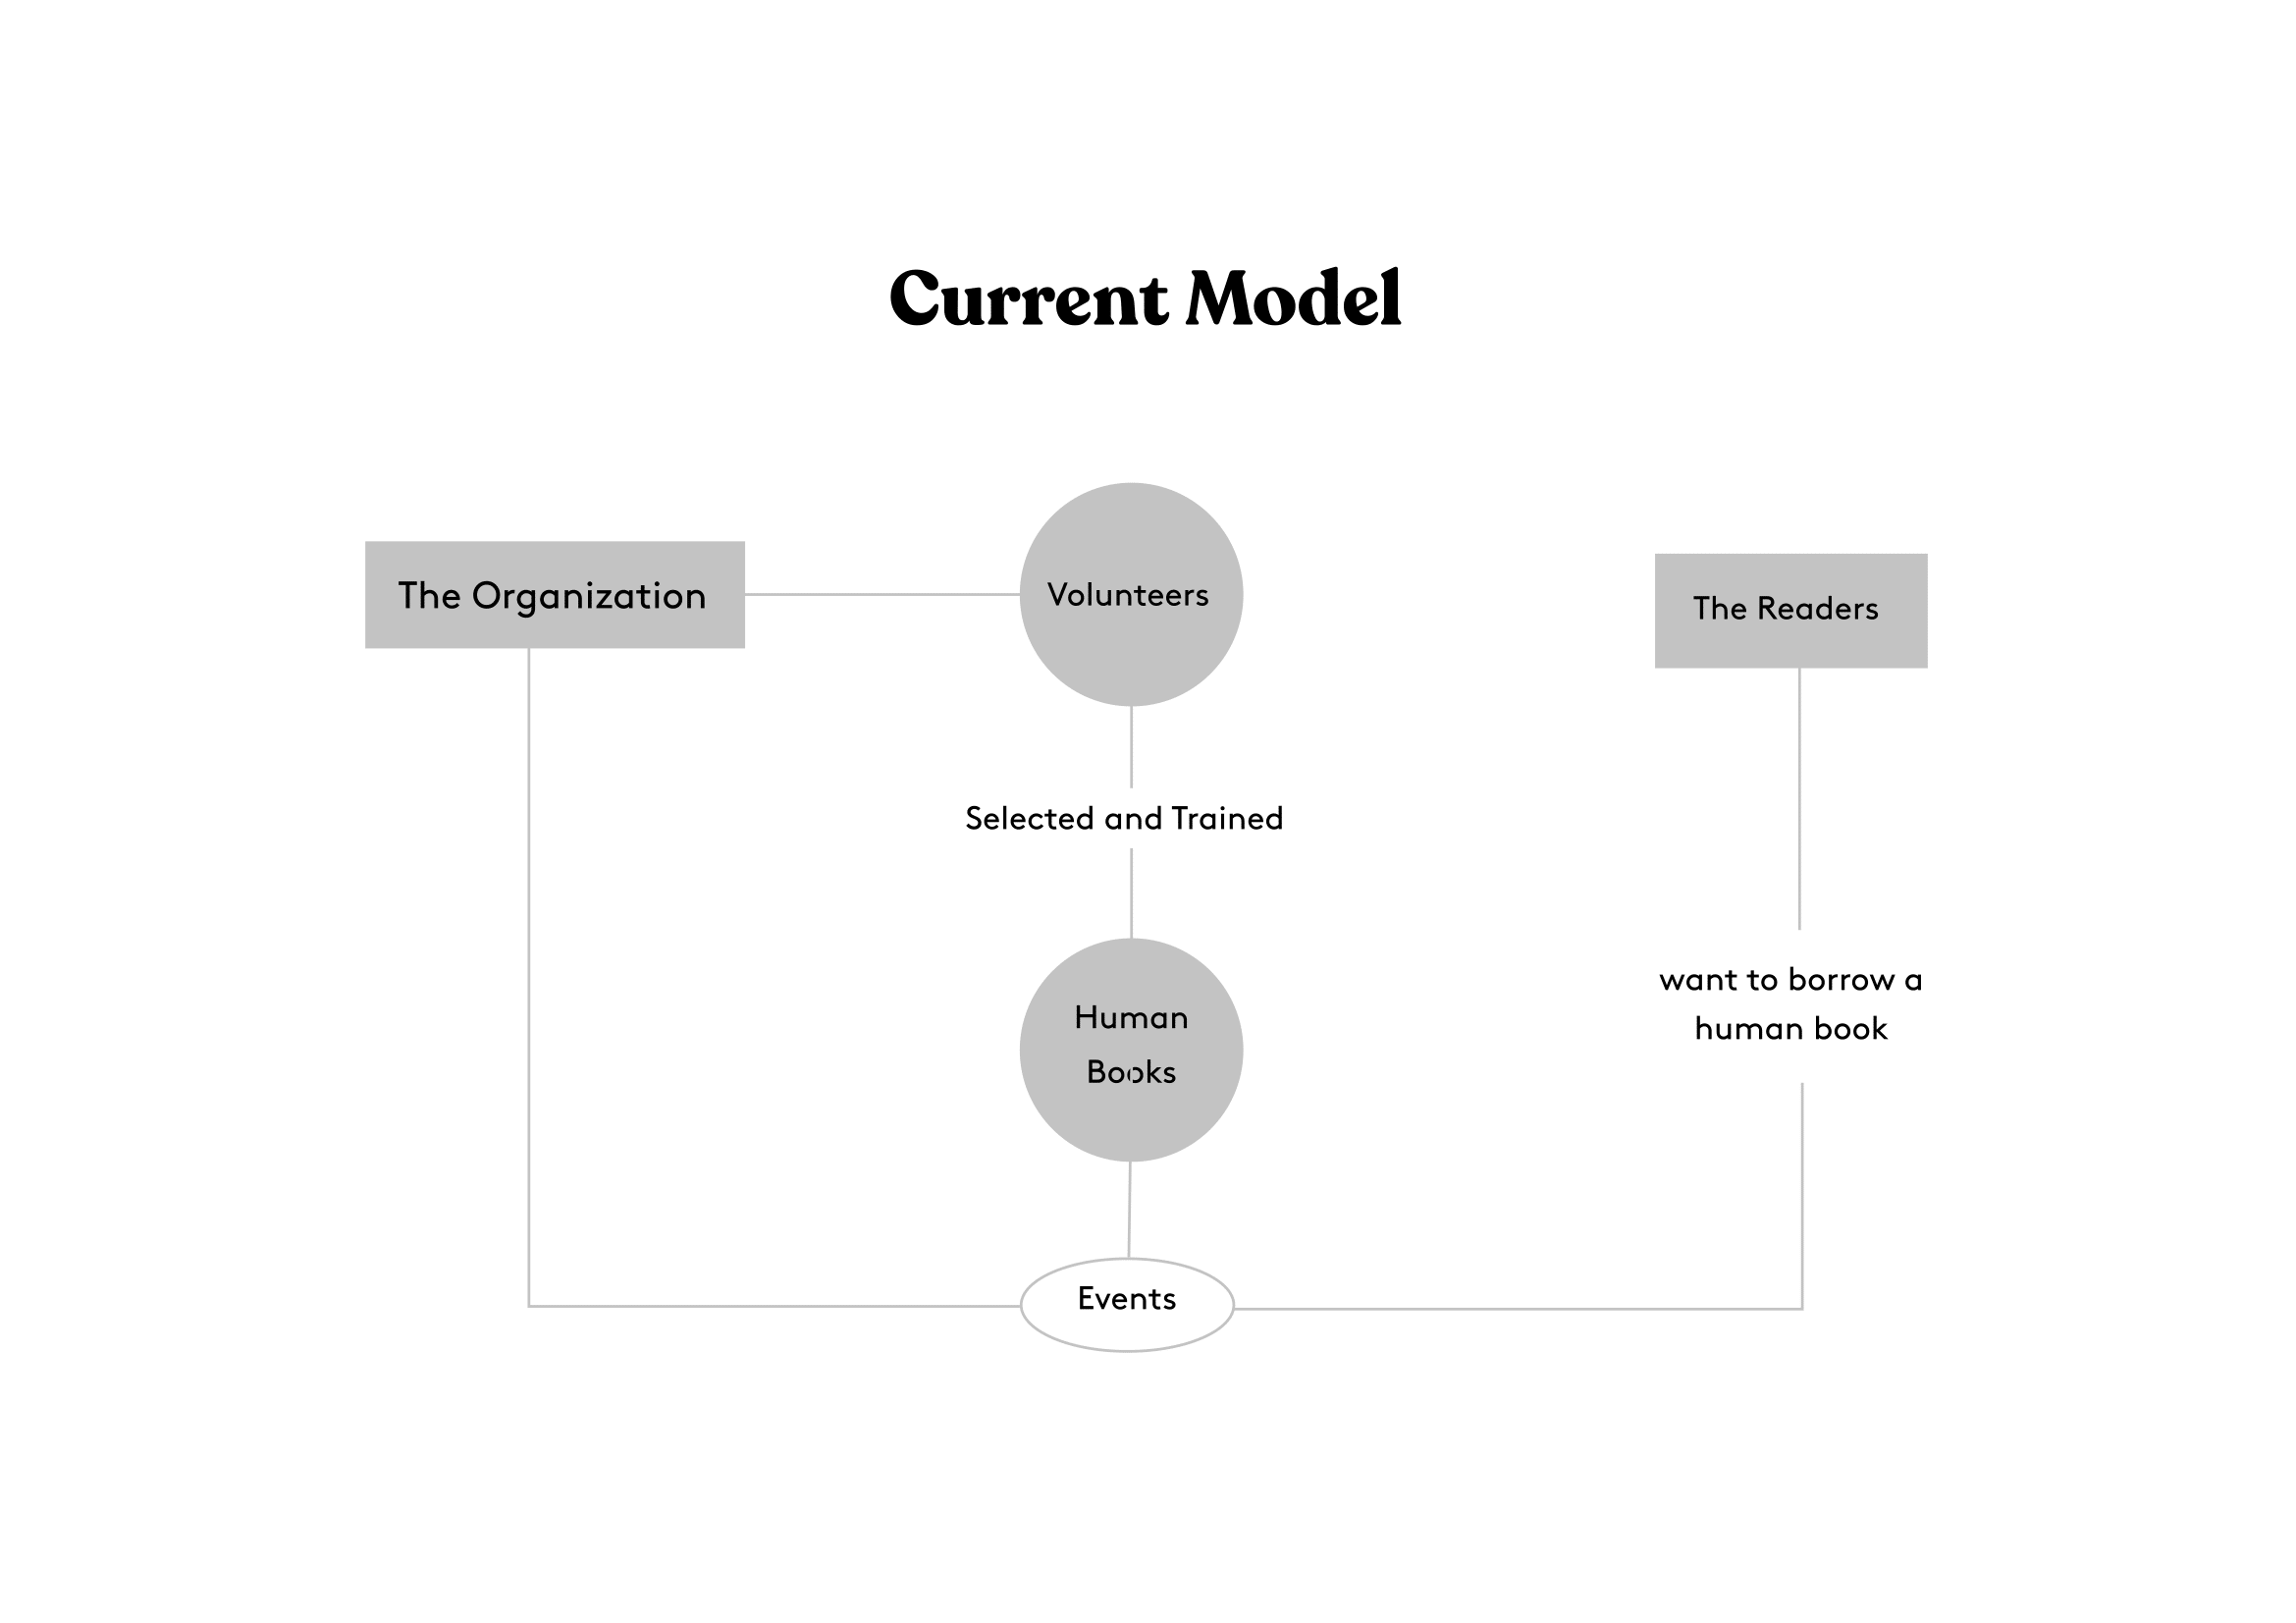 Current Model
The Organization
Volunteers
The Readers
Selected and Trained
want to borrow a
human book
Human
Books
Events